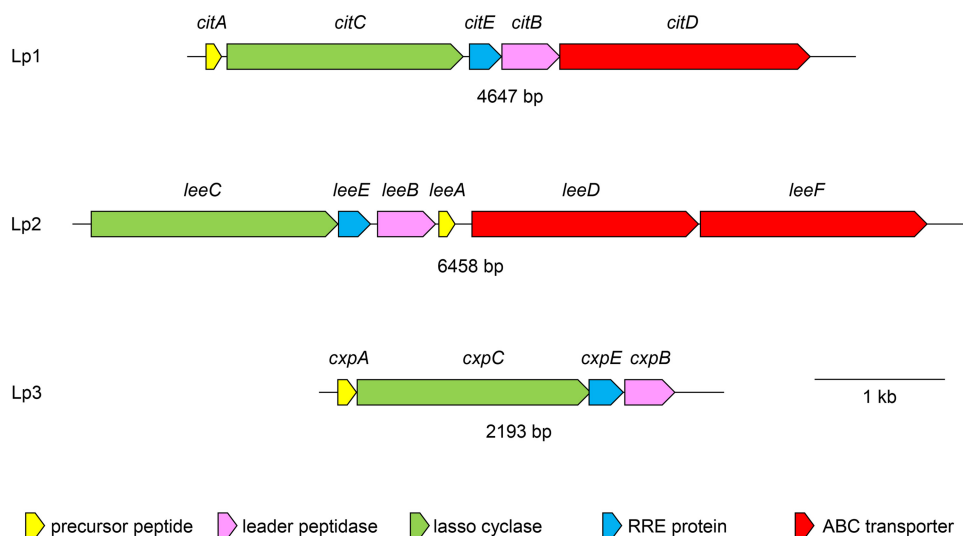 citA citC citE citB citD
Lp1
4647 bp
leeC leeE leeB leeA leeD leeF
Lp2
6458 bp
cxpA cxpC cxpE cxpB
Lp3
1 kb
2193 bp
precursor peptide leader peptidase lasso cyclase RRE protein ABC transporter